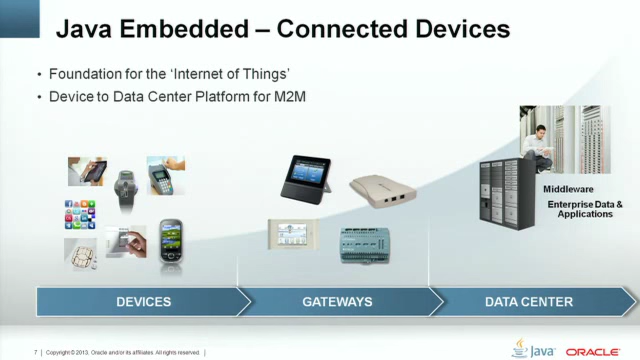 Java Embedded – Connected Devices
• Foundation for the ‘Internet of Things’
• Device to Data Center Platform for M2M
Middleware
Enterprise Data &
Applications
DEVICES
GATEWAYS
DATA CENTER
7 | Copyright © 2013, Oracle and/or its affiliates. All rights reserved. |
Java
ORACLE